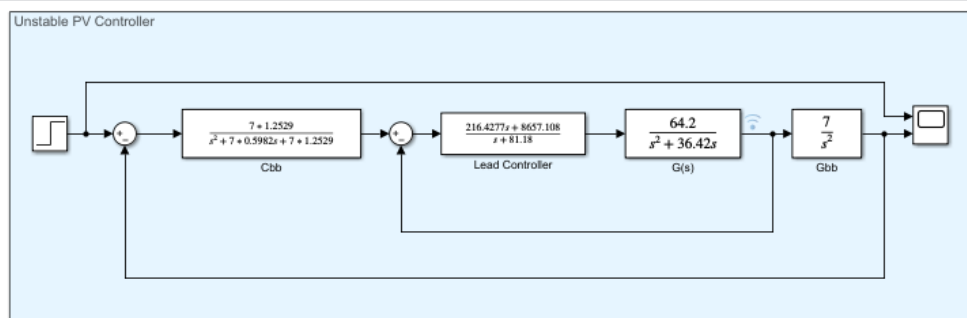 Unstable PV Controller
7 * 1.2529
s² + 7 * 0.5982s + 7 * 1.2529
Cbb
216.4277s + 8657.108
s + 81.18
Lead Controller
64.2
s² + 36.42s
G(s)
7
s²
Gbb